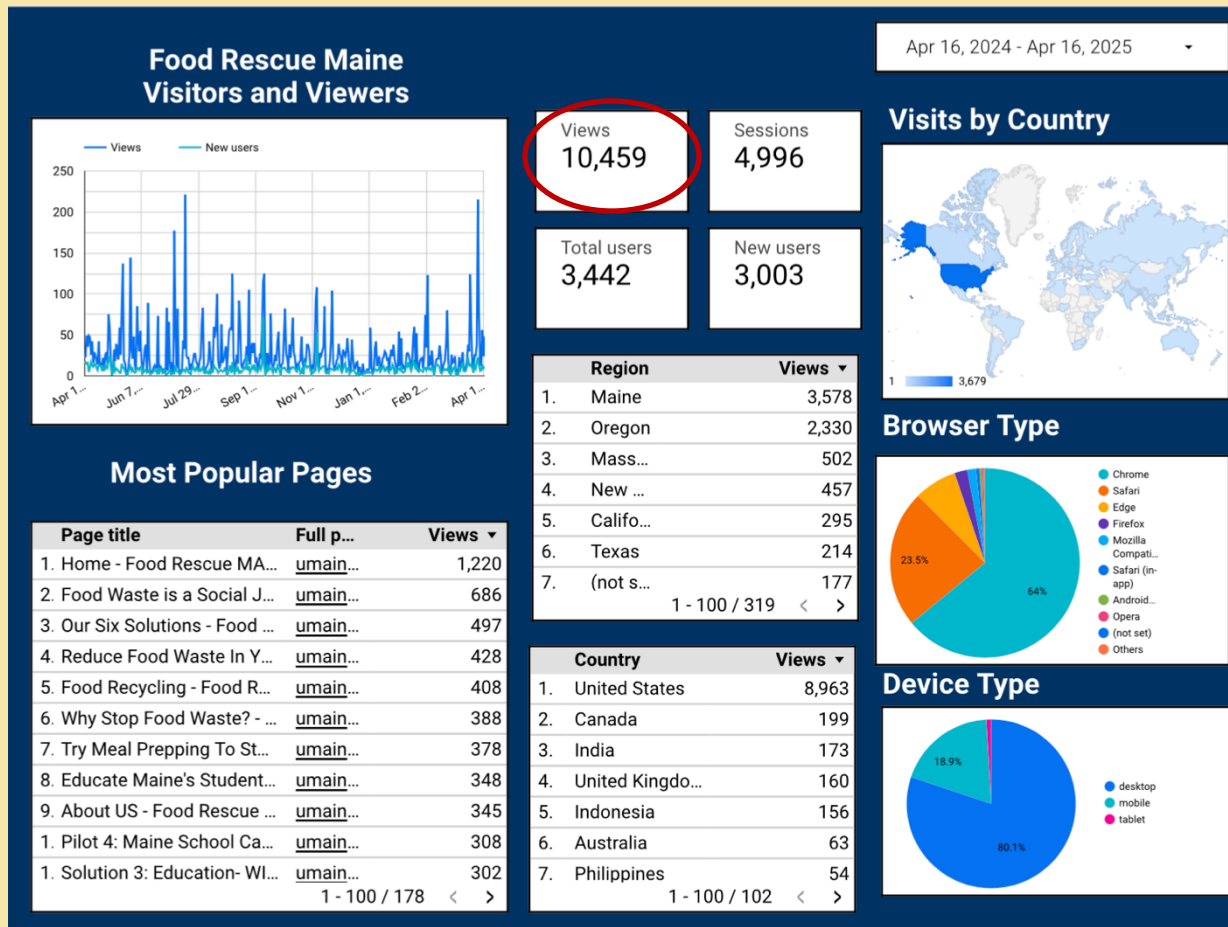 Apr 16, 2024 - Apr 16, 2025
Food Rescue Maine
Visitors and Viewers
Views
New users
250
200
150
100
50
0
Apr 1...
Jun 7,...
Jul 29...
Sep 1...
Nov 1...
Jan 1,...
Feb 2...
Apr 1...
Views
10,459
Sessions
4,996
Total users
3,442
New users
3,003
Visits by Country
1
3,679
Region Views
1. Maine 3,578
2. Oregon 2,330
3. Mass... 502
4. New ... 457
5. Califo... 295
6. Texas 214
7. (not s... 177
1 - 100 / 319 < >
Browser Type
64%
23.5%
Chrome
Safari
Edge
Firefox
Mozilla
Compati...
Safari (in-
app)
Android...
Opera
(not set)
Others
Most Popular Pages
Page title Full p... Views
1. Home - Food Rescue MA... umain... 1,220
2. Food Waste is a Social J... umain... 686
3. Our Six Solutions - Food ... umain... 497
4. Reduce Food Waste In Y... umain... 428
5. Food Recycling - Food R... umain... 408
6. Why Stop Food Waste? - ... umain... 388
7. Try Meal Prepping To St... umain... 378
8. Educate Maine's Student... umain... 348
9. About US - Food Rescue ... umain... 345
1. Pilot 4: Maine School Ca... umain... 308
1. Solution 3: Education- WI... umain... 302
1 - 100 / 178 < >
Country Views
1. United States 8,963
2. Canada 199
3. India 173
4. United Kingdo... 160
5. Indonesia 156
6. Australia 63
7. Philippines 54
1 - 100 / 102 < >
Device Type
18.9%
80.1%
desktop
mobile
tablet